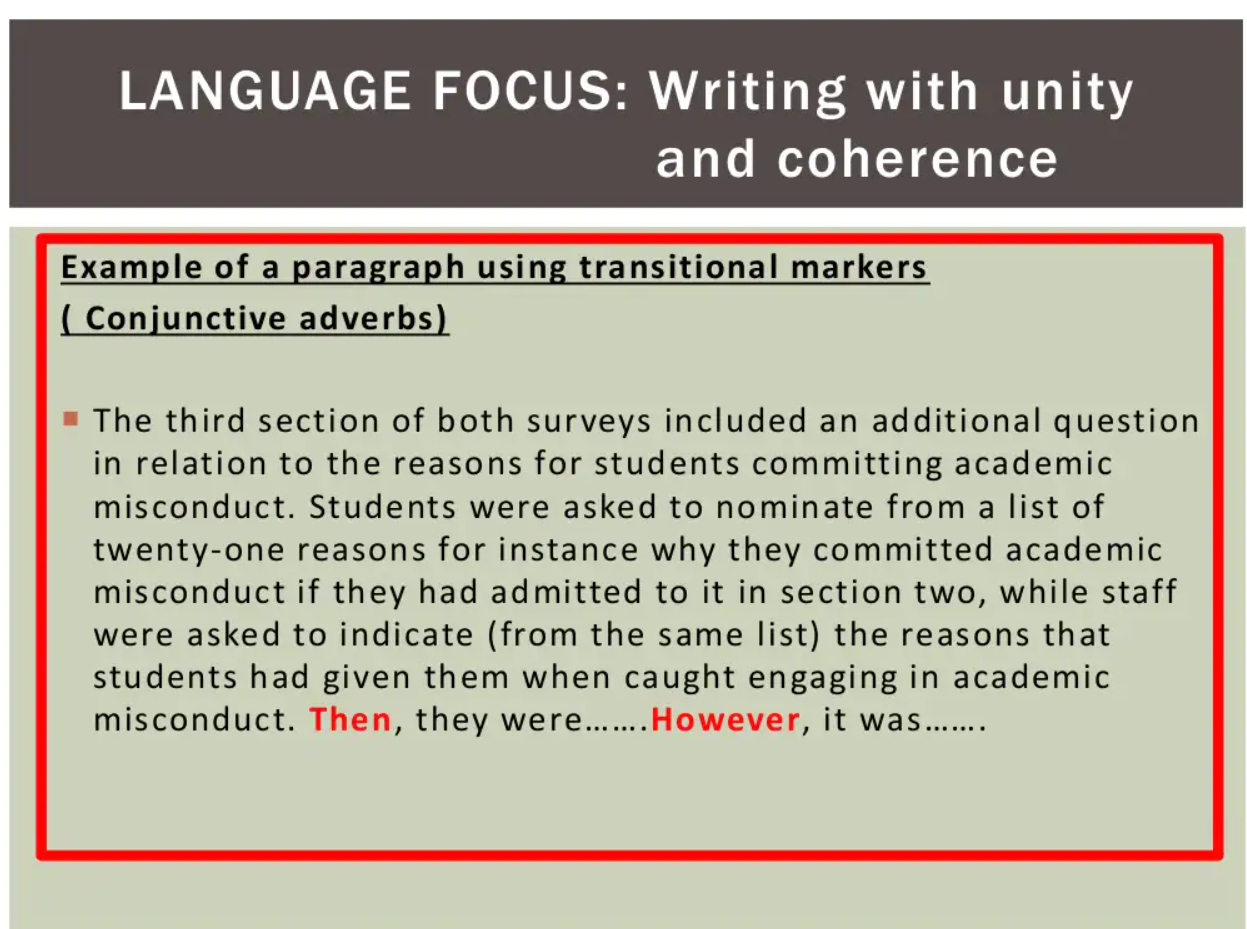 LANGUAGE FOCUS: Writing with unity
and coherence
Example of a paragraph using transitional markers
( Conjunctive adverbs)
The third section of both surveys included an additional question
in relation to the reasons for students committing academic
misconduct. Students were asked to nominate from a list of
twenty-one reasons for instance why they committed academic
misconduct if they had admitted to it in section two, while staff
were asked to indicate (from the same list) the reasons that
students had given them when caught engaging in academic
misconduct. Then, they were…….However, it was…….